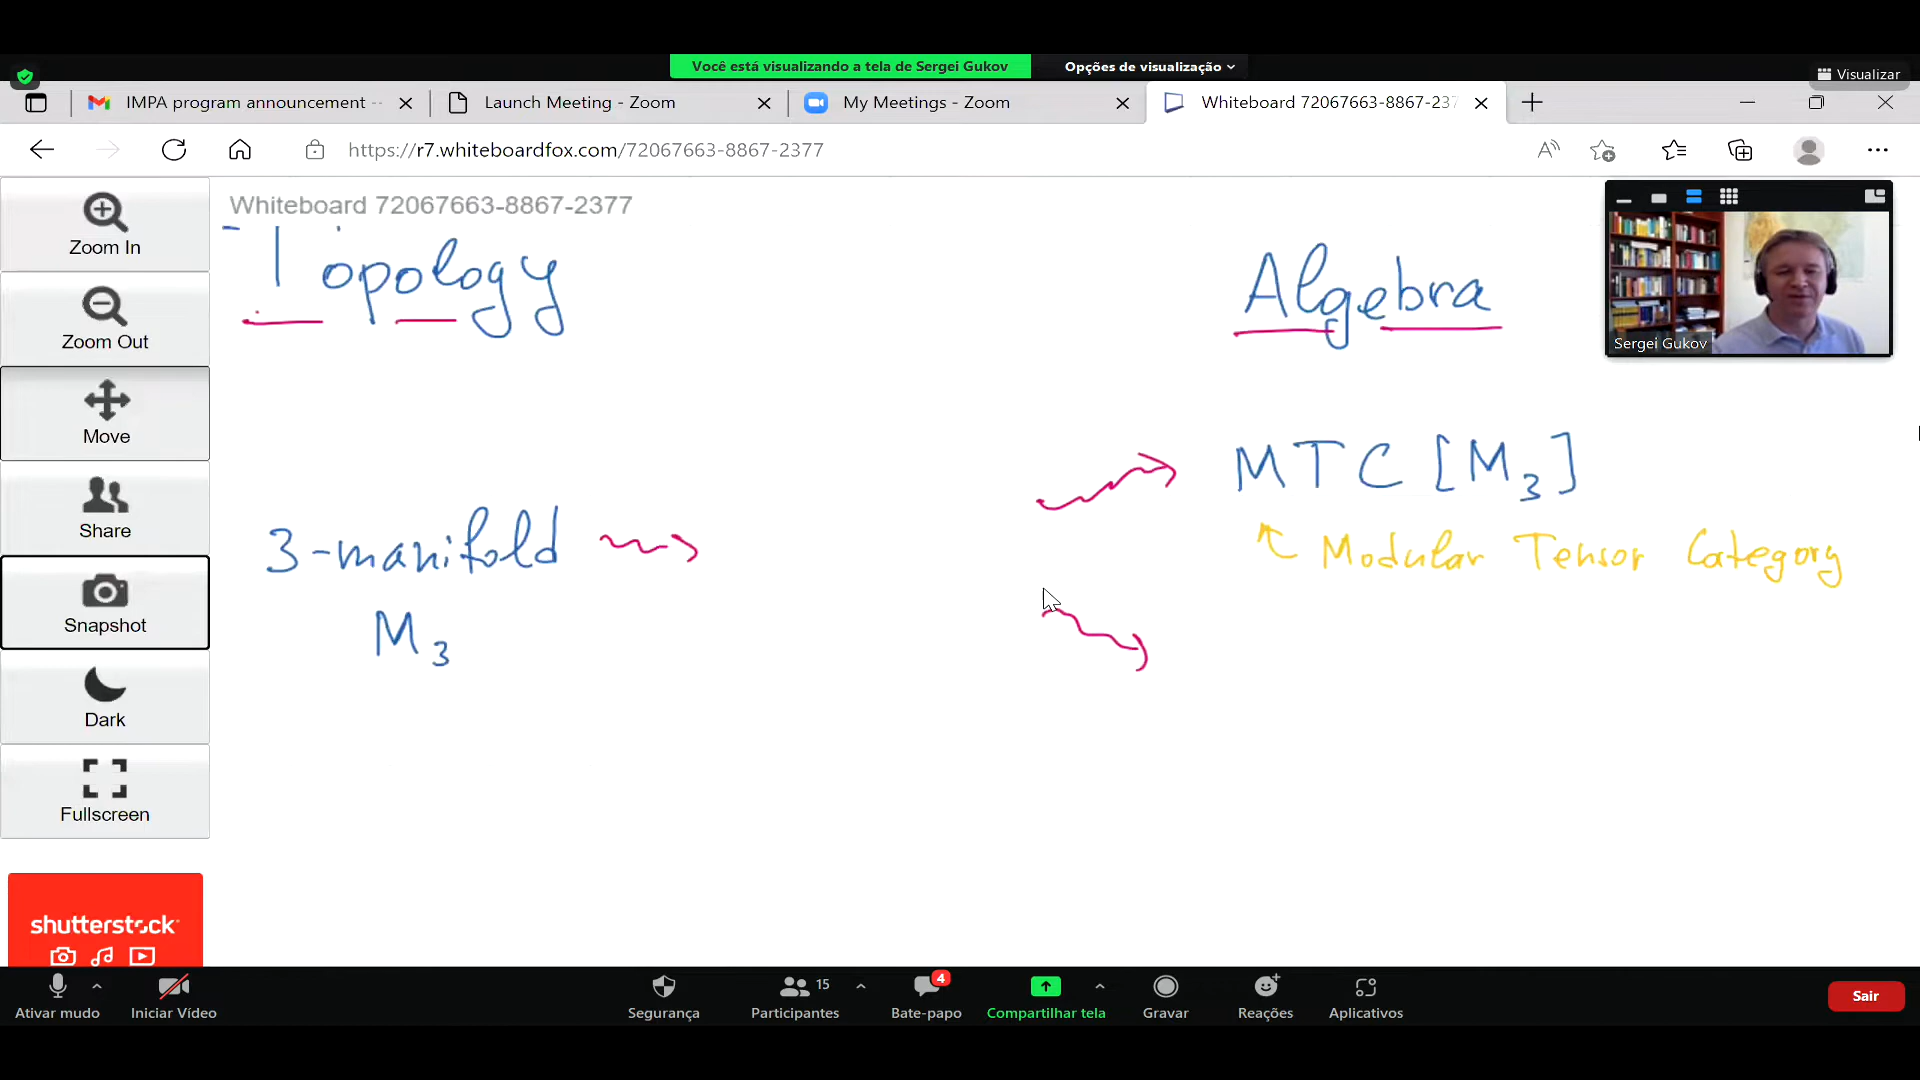 Você está visualizando a tela de Sergei Gukov
Opções de visualização
Visualizar
IMPA program announcement --
Launch Meeting - Zoom
My Meetings - Zoom
Whiteboard 72067663-8867-237
https://r7.whiteboardfox.com/72067663-8867-2377
Whiteboard 72067663-8867-2377
Zoom In
Zoom Out
Move
Share
Snapshot
Dark
Fullscreen
Topology
Algebra
Sergei Gukov
MTC [M3]
3-manifold
Modular Tensor Category
M3
shutterstock
Ativar mudo
Iniciar Vídeo
Segurança
15
Participantes
4
Bate-papo
Compartilhar tela
Gravar
Reações
Aplicativos
Sair